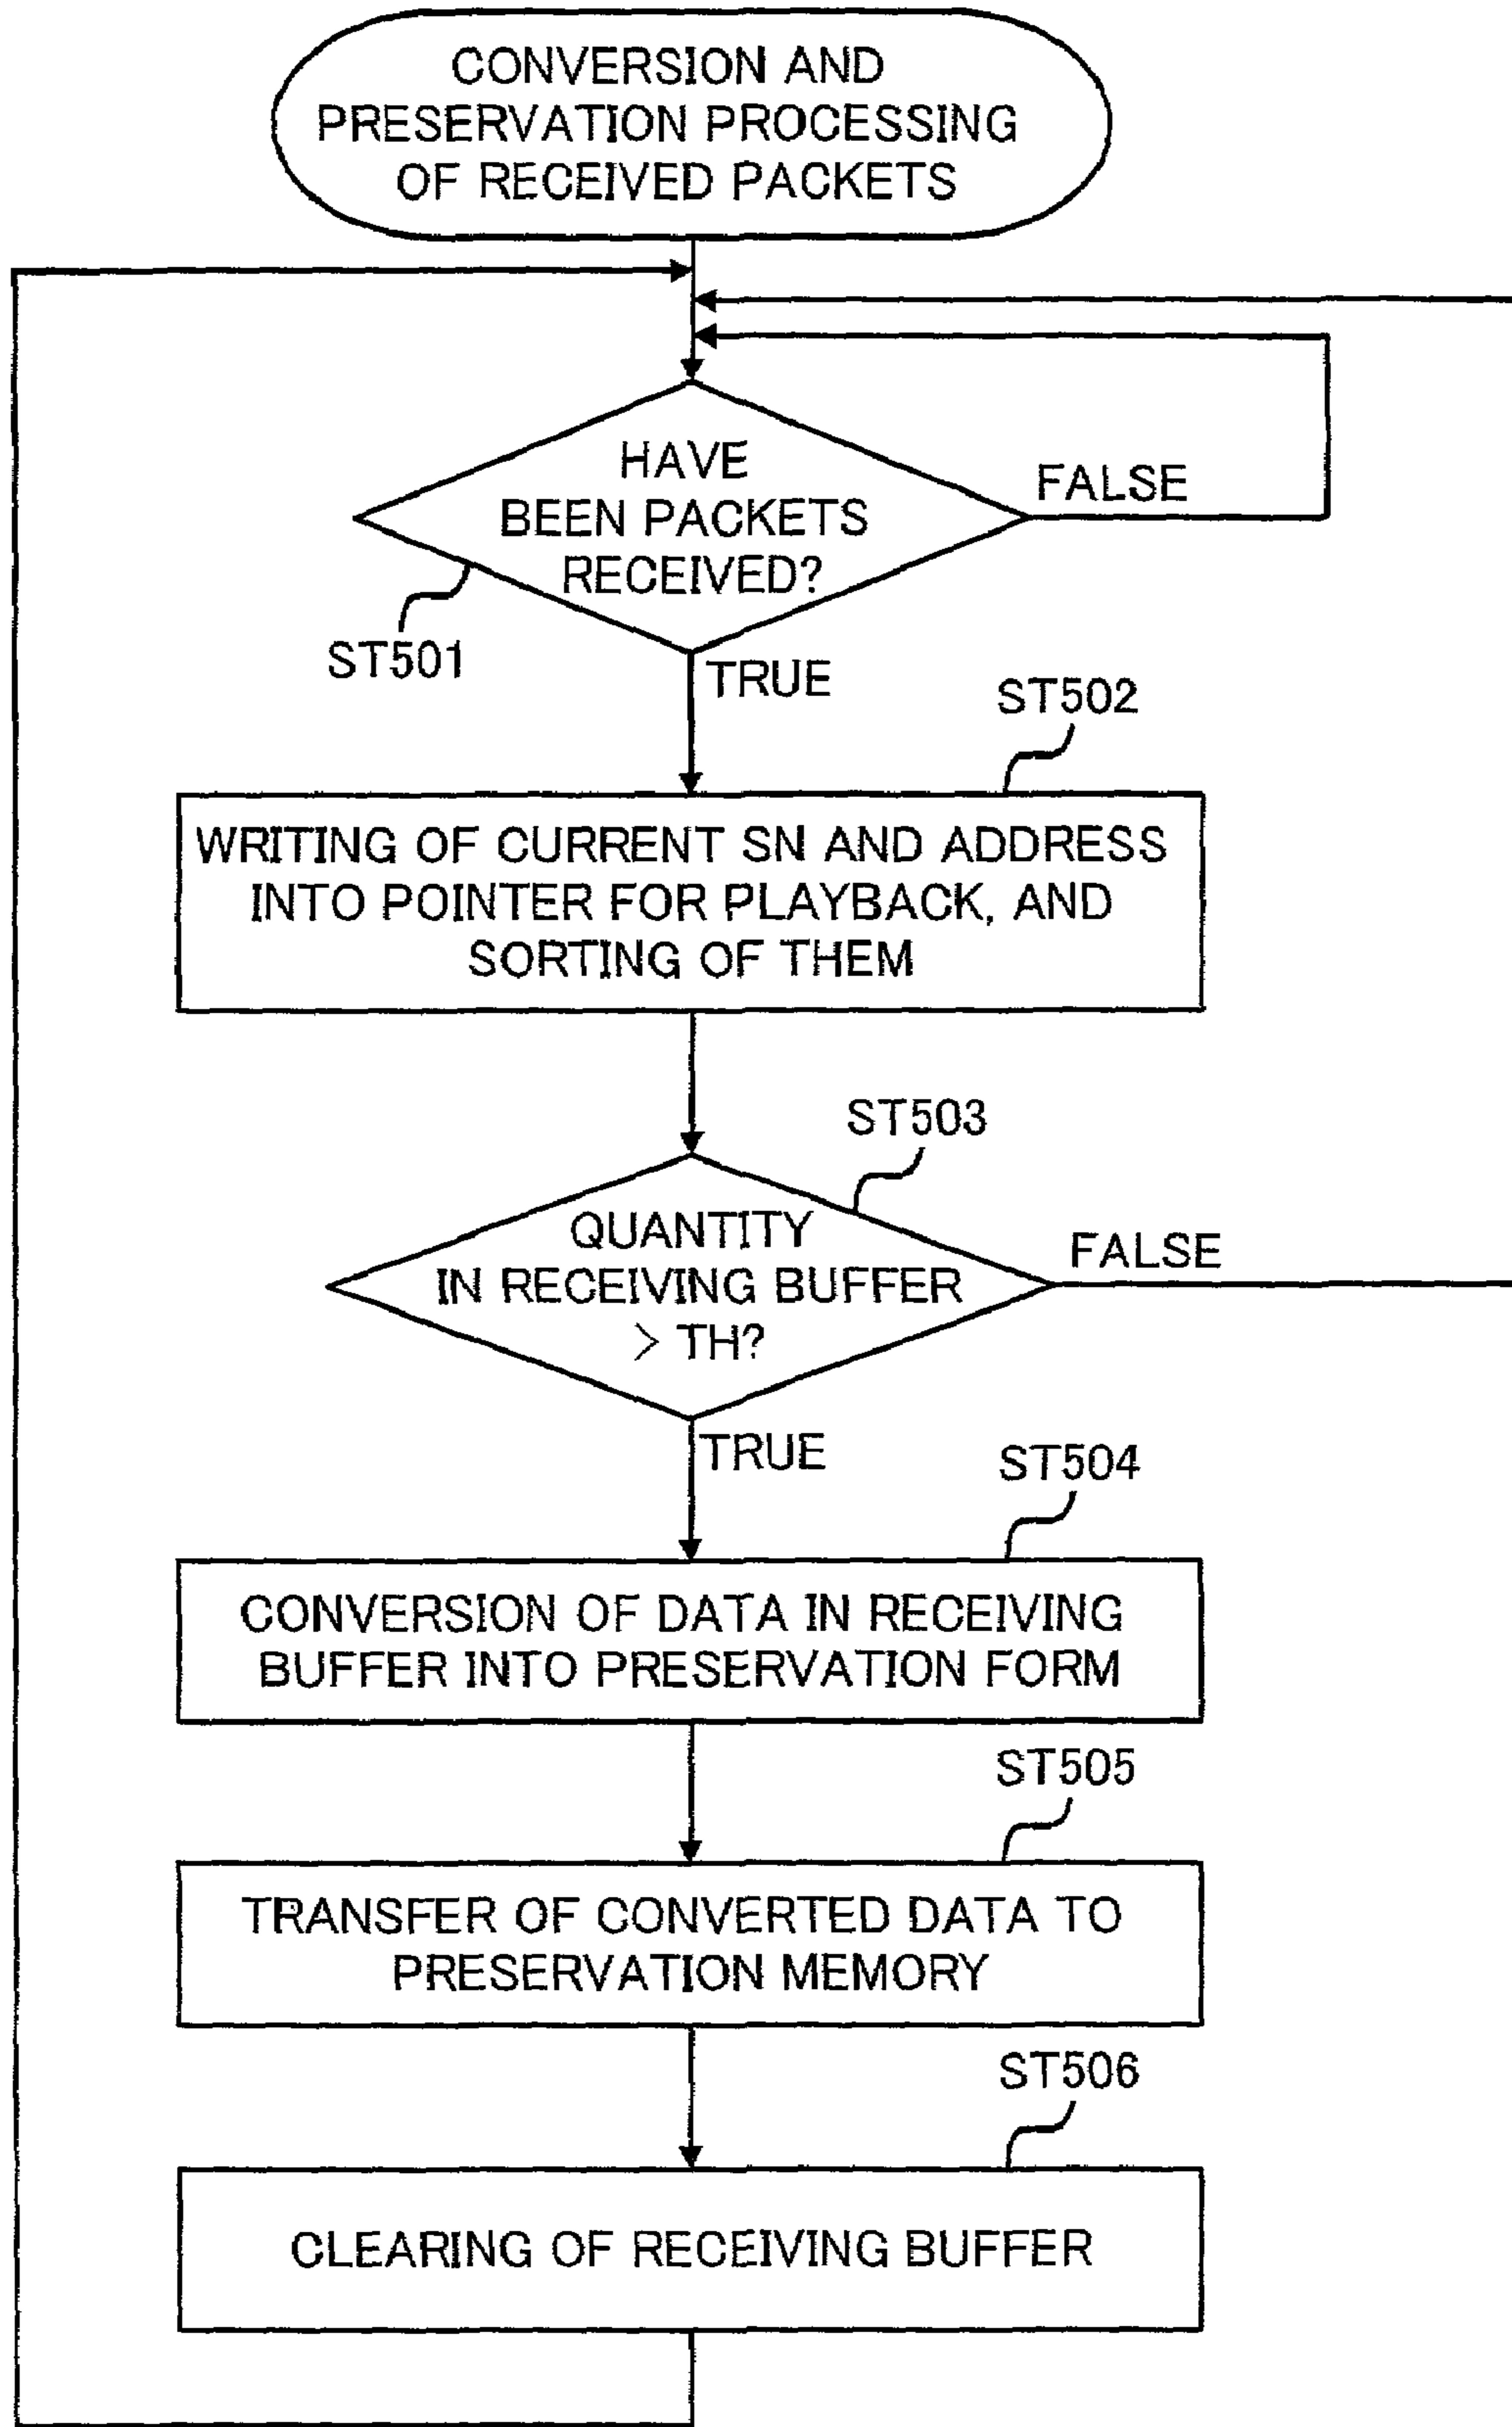 CONVERSION AND
PRESERVATION PROCESSING
OF RECEIVED PACKETS
HAVE
BEEN PACKETS
RECEIVED?
FALSE
ST501
TRUE
ST502
WRITING OF CURRENT SN AND ADDRESS
INTO POINTER FOR PLAYBACK, AND
SORTING OF THEM
ST503
QUANTITY
IN RECEIVING BUFFER
> TH?
FALSE
TRUE
ST504
CONVERSION OF DATA IN RECEIVING
BUFFER INTO PRESERVATION FORM
ST505
TRANSFER OF CONVERTED DATA TO
PRESERVATION MEMORY
ST506
CLEARING OF RECEIVING BUFFER